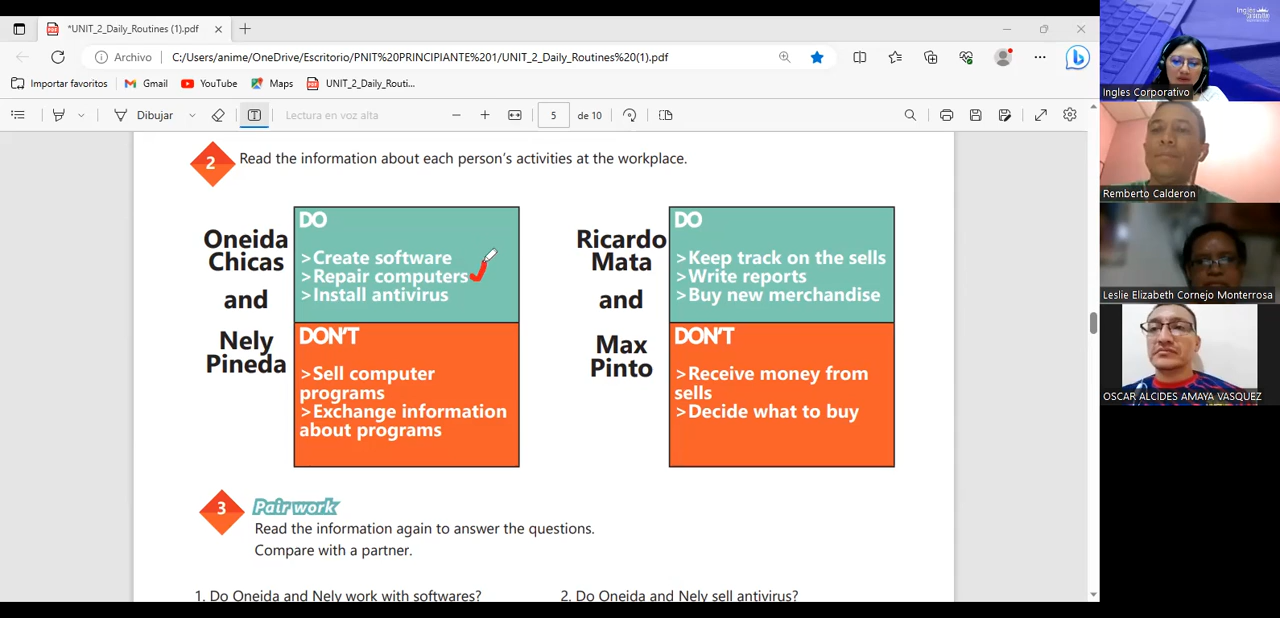 *UNIT_2_Daily_Routines (1).pdf
Archivo
C:/Users/anime/OneDrive/Escritorio/PNIT%20PRINCIPIANTE%201/UNIT_2_Daily_Routines%20(1).pdf
Importar favoritos
Gmail
YouTube
Maps
UNIT_2_Daily_Routi...
Dibujar
Lectura en voz alta
5
de 10
2
Read the information about each person's activities at the workplace.
Oneida
Chicas
and
Nely
Pineda
DO
>Create software
>Repair computers
>Install antivirus
DON'T
>Sell computer
programs
>Exchange information
about programs
Ricardo
Mata
and
Max
Pinto
DO
>Keep track on the sells
>Write reports
>Buy new merchandise
DON'T
>Receive money from
sells
>Decide what to buy
3
Pair work
Read the information again to answer the questions.
Compare with a partner.
1. Do Oneida and Nely work with softwares?
2. Do Oneida and Nely sell antivirus?
Ingles
Ingles Corporativo
Remberto Calderon
Leslie Elizabeth Cornejo Monterrosa
OSCAR ALCIDES AMAYA VASQUEZ